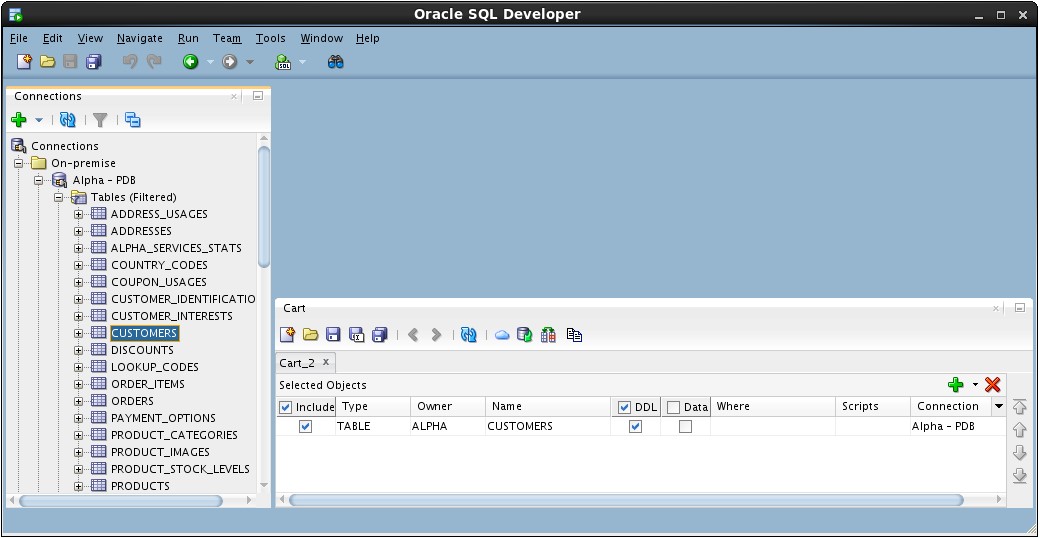 Oracle SQL Developer
File Edit View Navigate Run Team Tools Window Help
SQL
Connections
Connections
On-premise
Alpha - PDB
Tables (Filtered)
ADDRESS_USAGES
ADDRESSES
ALPHA_SERVICES_STATS
COUNTRY_CODES
COUPON_USAGES
CUSTOMER_IDENTIFICATIO
CUSTOMER_INTERESTS
CUSTOMERS
DISCOUNTS
LOOKUP_CODES
ORDER_ITEMS
ORDERS
PAYMENT_OPTIONS
PRODUCT_CATEGORIES
PRODUCT_IMAGES
PRODUCT_STOCK_LEVELS
PRODUCTS
Cart
Cart_2 x
Selected Objects
Include Type Owner Name DDL Data Where Scripts Connection
TABLE ALPHA CUSTOMERS Alpha - PDB